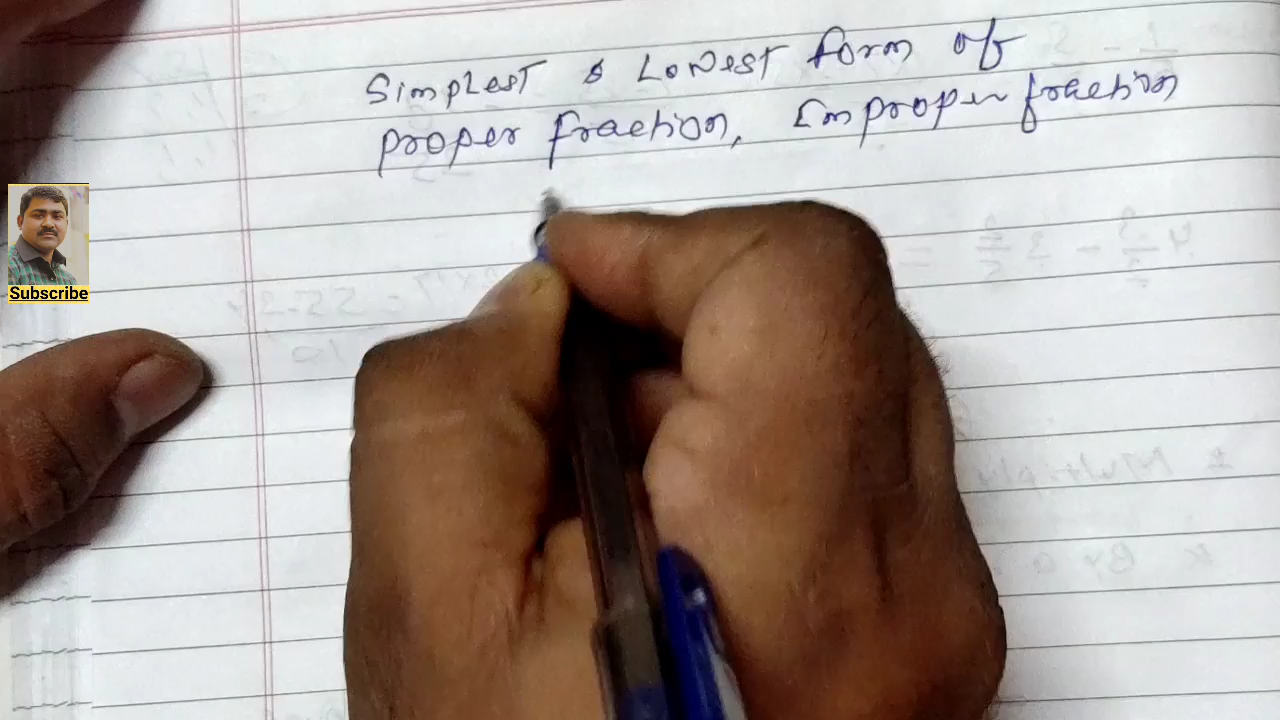 Simplest & Lowest form of
proper fraction, Improper fraction
Subscribe